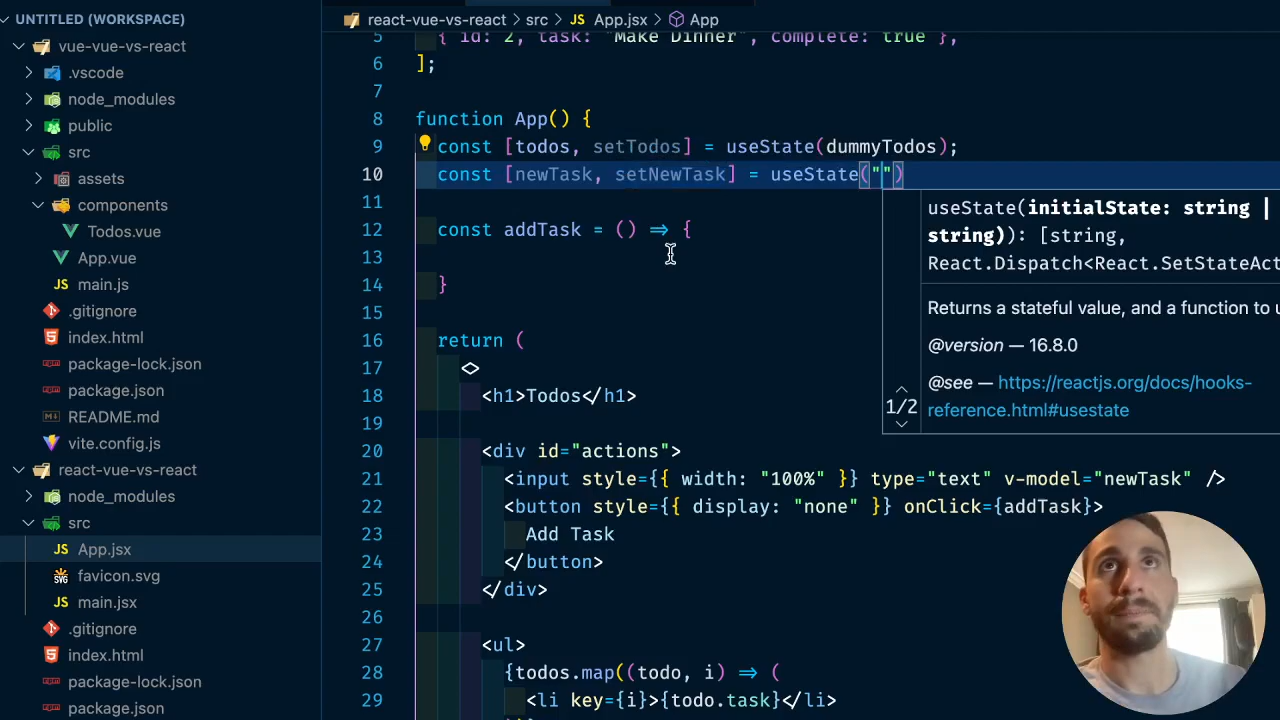 UNTITLED (WORKSPACE)
vue-vue-vs-react
.vscode
node_modules
public
src
assets
components
Todos.vue
App.vue
JS main.js
.gitignore
index.html
package-lock.json
package.json
README.md
vite.config.js
react-vue-vs-react
node_modules
src
JS App.jsx
favicon.svg
JS main.jsx
.gitignore
index.html
package-lock.json
package.json
react-vue-vs-react > src > JS App.jsx > App
5 { id: 2, task: "Make Dinner", complete: true },
6 ];
7
8 function App() {
9 const [todos, setTodos] = useState(dummyTodos);
10 const [newTask, setNewTask] = useState("")
11
12 const addTask = () => {
13
14 }
15
16 return (
17 <>
18 <h1>Todos</h1>
19
20 <div id="actions">
21 <input style={{ width: "100%" }} type="text" v-model="newTask" />
22 <button style={{ display: "none" }} onClick={addTask}>
23 Add Task
24 </button>
25 </div>
26
27 <ul>
28 {todos.map((todo, i) => (
29 <li key={i}>{todo.task}</li>
useState(initialState: string |
string)): [string,
React.Dispatch<React.SetStateActi
Returns a stateful value, and a function to u
@version — 16.8.0
@see — https://reactjs.org/docs/hooks-
reference.html#usestate
1/2